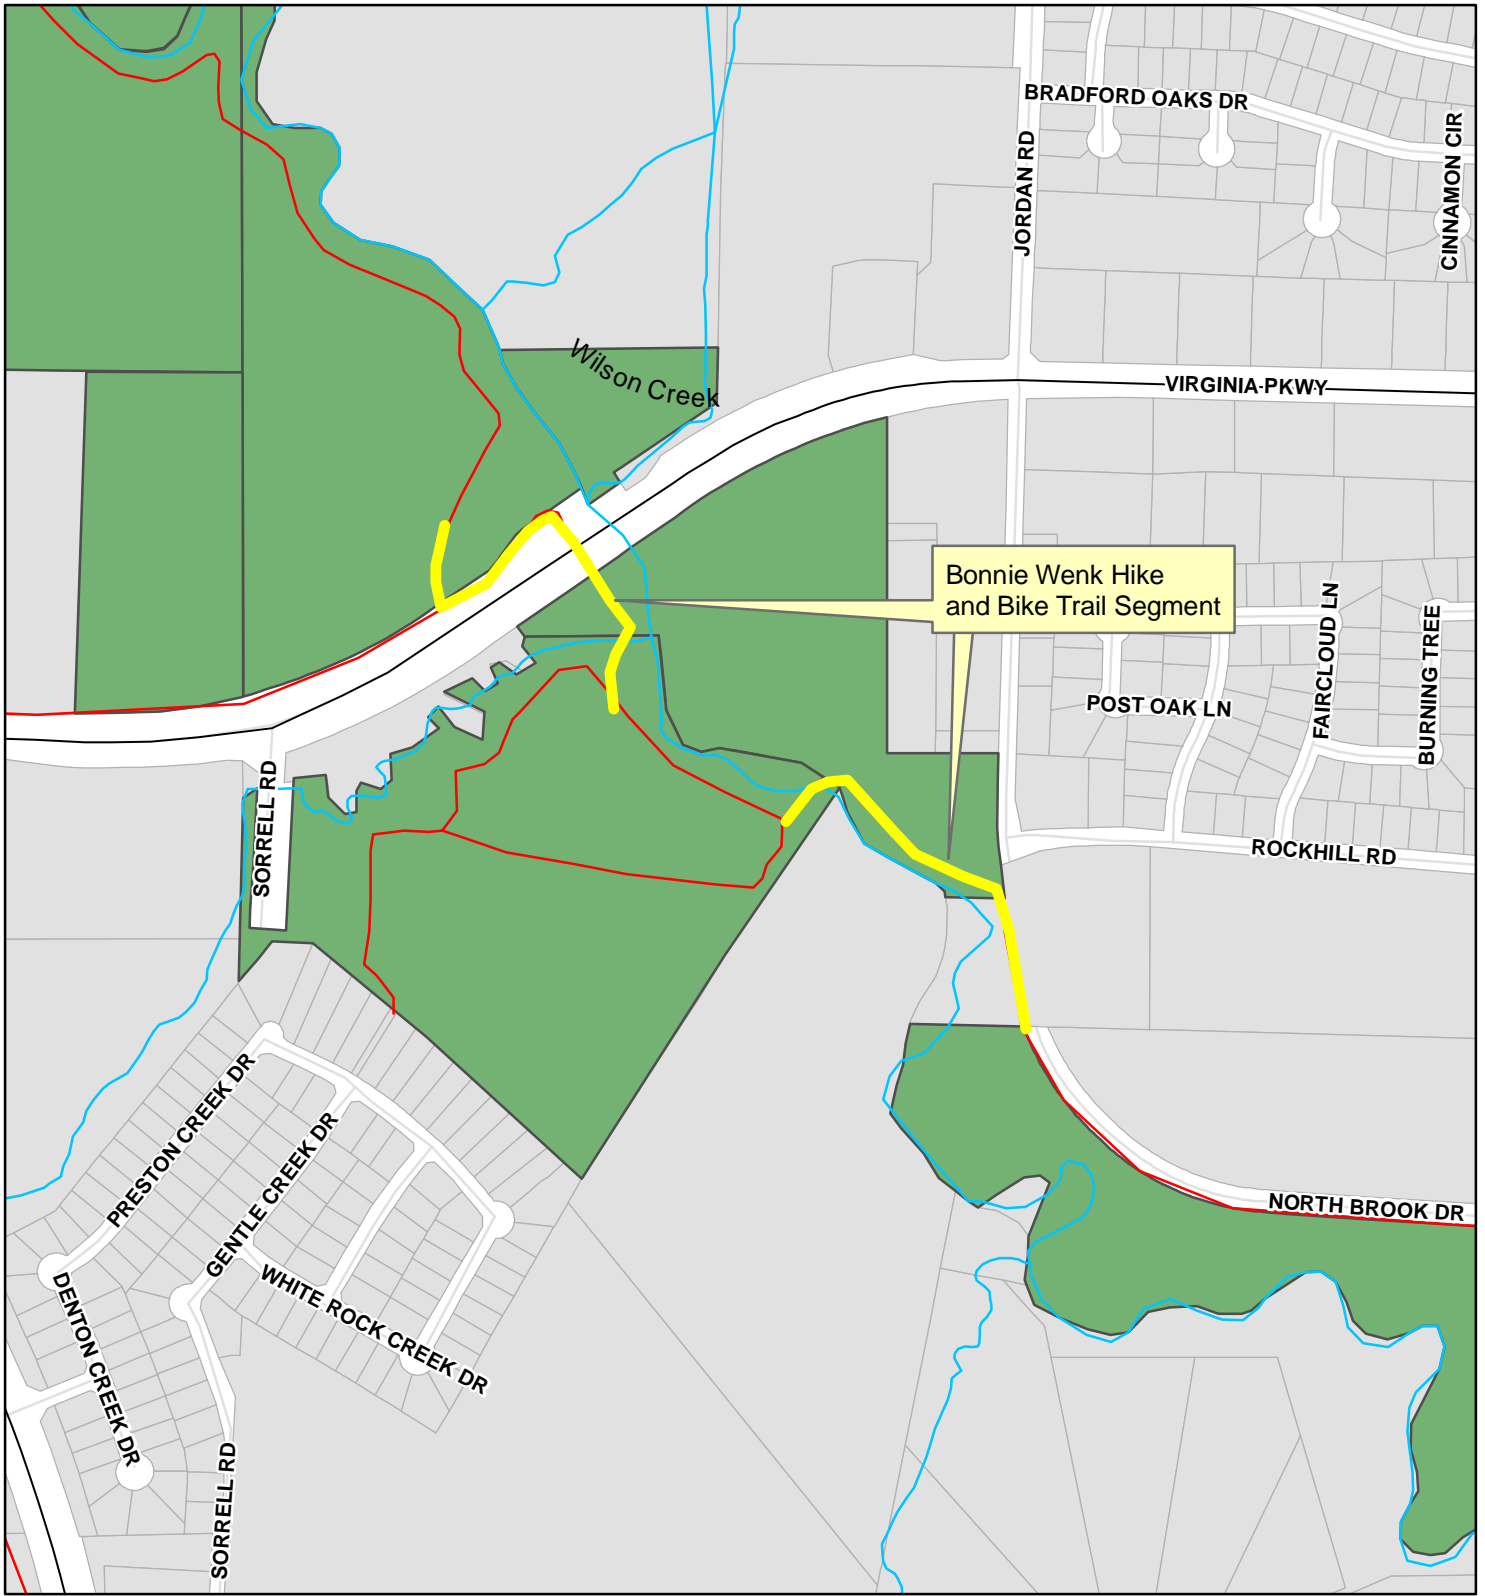 BRADFORD OAKS DR
CINNAMON CIR
JORDAN RD
Wilson Creek
VIRGINIA PKWY
Bonnie Wenk Hike
and Bike Trail Segment
FAIRCLOUD LN
BURNING TREE
POST OAK LN
SORRELL RD
ROCKHILL RD
PRESTON CREEK DR
GENTLE CREEK DR
NORTH BROOK DR
WHITE ROCK CREEK DR
DENTON CREEK DR
SORRELL RD